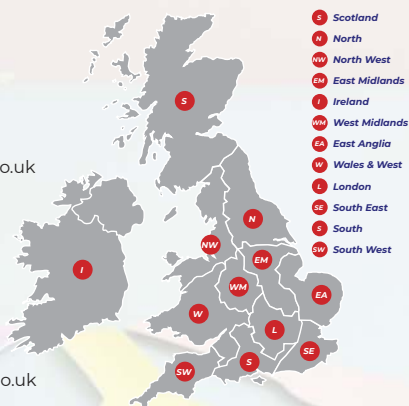 S Scotland
N North
NW North West
EM East Midlands
I Ireland
WM West Midlands
EA East Anglia
W Wales & West
L London
SE South East
S South
SW South West
S
o.uk
N
NW
EM
I
WM
EA
W
L
SE
S
SW
o.uk